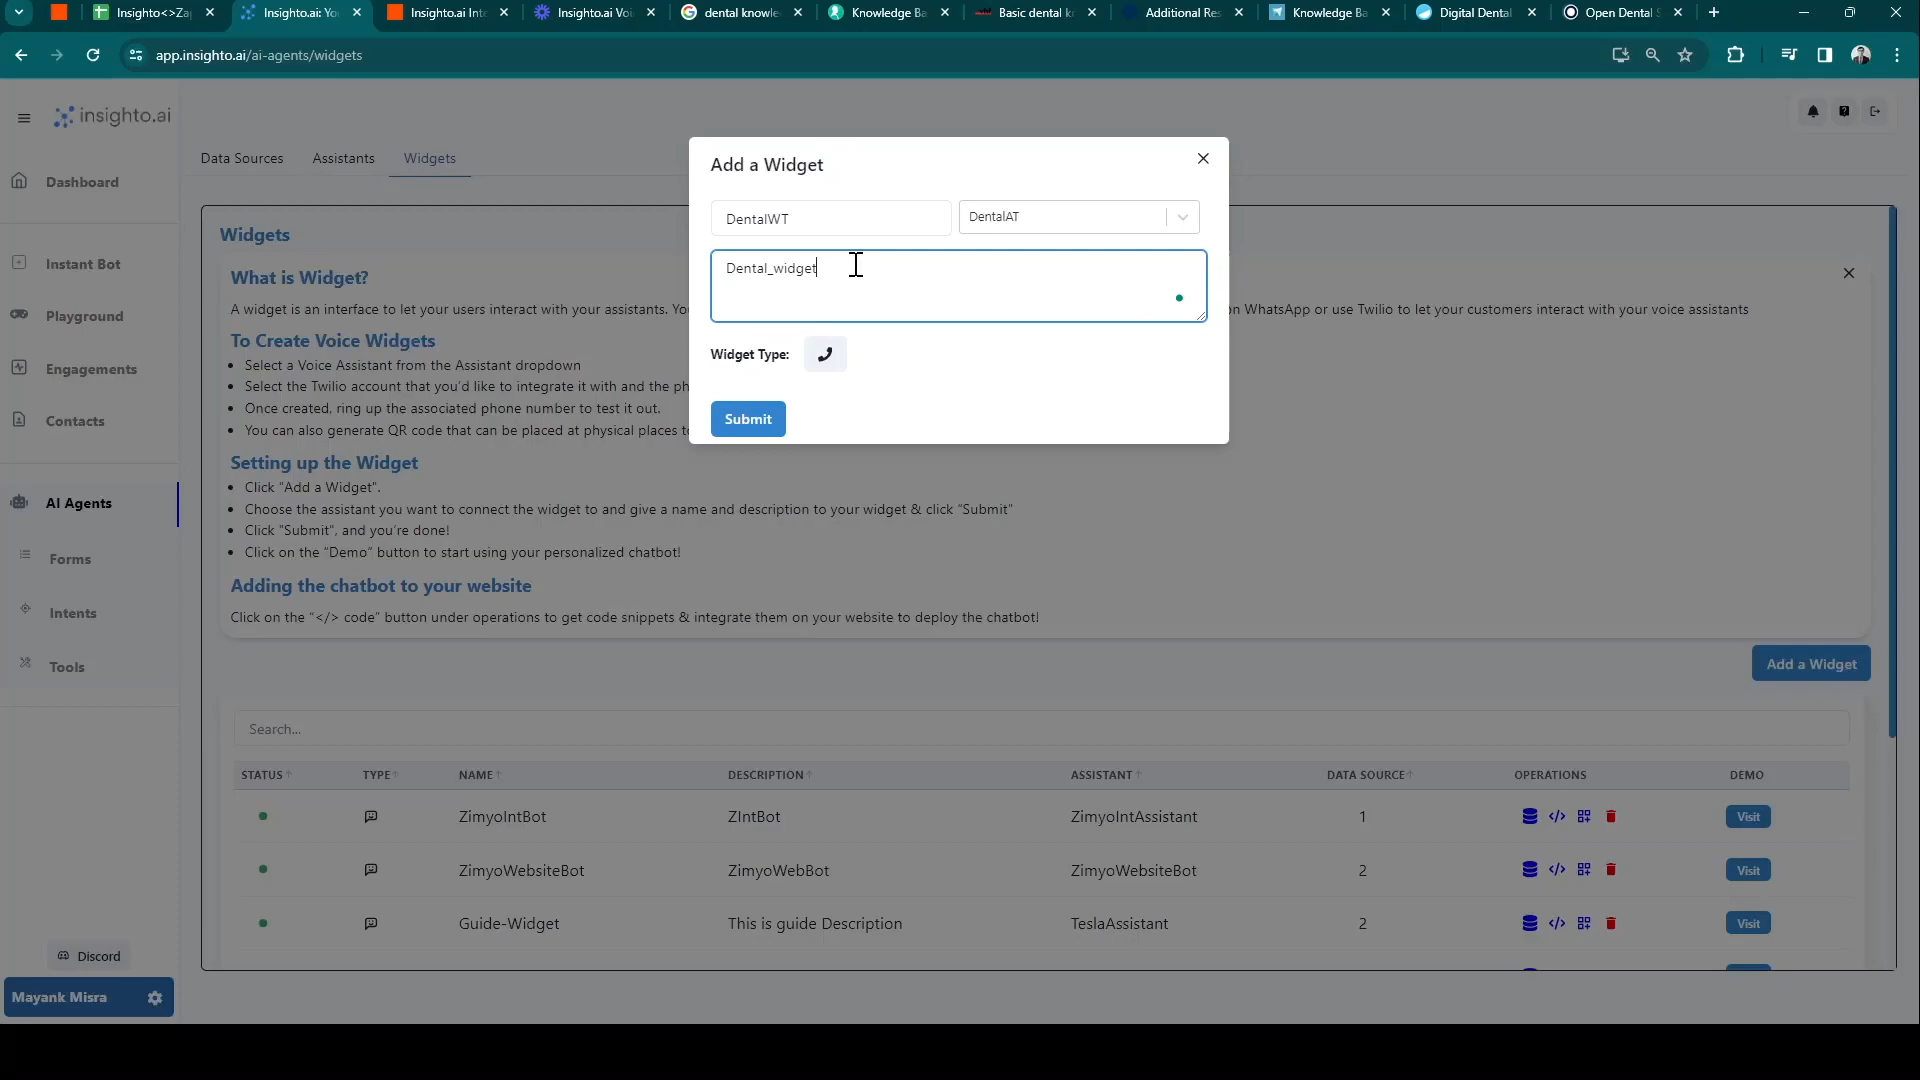 Insighto<>Za
Insighto.ai: Yo
Insighto.ai Int
Insighto.ai Voi
dental knowle
Knowledge Ba
Basic dental k
Additional Res
Knowledge Ba
Digital Dental
Open Dental S
app.insighto.ai/ai-agents/widgets
insighto.ai
Data Sources
Assistants
Widgets
Dashboard
Instant Bot
Playground
Engagements
Contacts
AI Agents
Forms
Intents
Tools
Discord
Mayank Misra
Add a Widget
DentalWT
DentalAT
Dental_widget
Widget Type:
Submit
Widgets
What is Widget?
A widget is an interface to let your users interact with your assistants. Yo
on WhatsApp or use Twilio to let your customers interact with your voice assistants
To Create Voice Widgets
Select a Voice Assistant from the Assistant dropdown
Select the Twilio account that you'd like to integrate it with and the ph
Once created, ring up the associated phone number to test it out.
You can also generate QR code that can be placed at physical places t
Setting up the Widget
Click "Add a Widget".
Choose the assistant you want to connect the widget to and give a name and description to your widget & click "Submit"
Click "Submit", and you're done!
Click on the "Demo" button to start using your personalized chatbot!
Adding the chatbot to your website
Click on the "</> code" button under operations to get code snippets & integrate them on your website to deploy the chatbot!
Add a Widget
Search...
STATUS TYPE NAME DESCRIPTION ASSISTANT DATA SOURCE OPERATIONS DEMO
ZimyoIntBot ZIntBot ZimyoIntAssistant 1 </> Visit
ZimyoWebsiteBot ZimyoWebBot ZimyoWebsiteBot 2 </> Visit
Guide-Widget This is guide Description TeslaAssistant 2 </> Visit